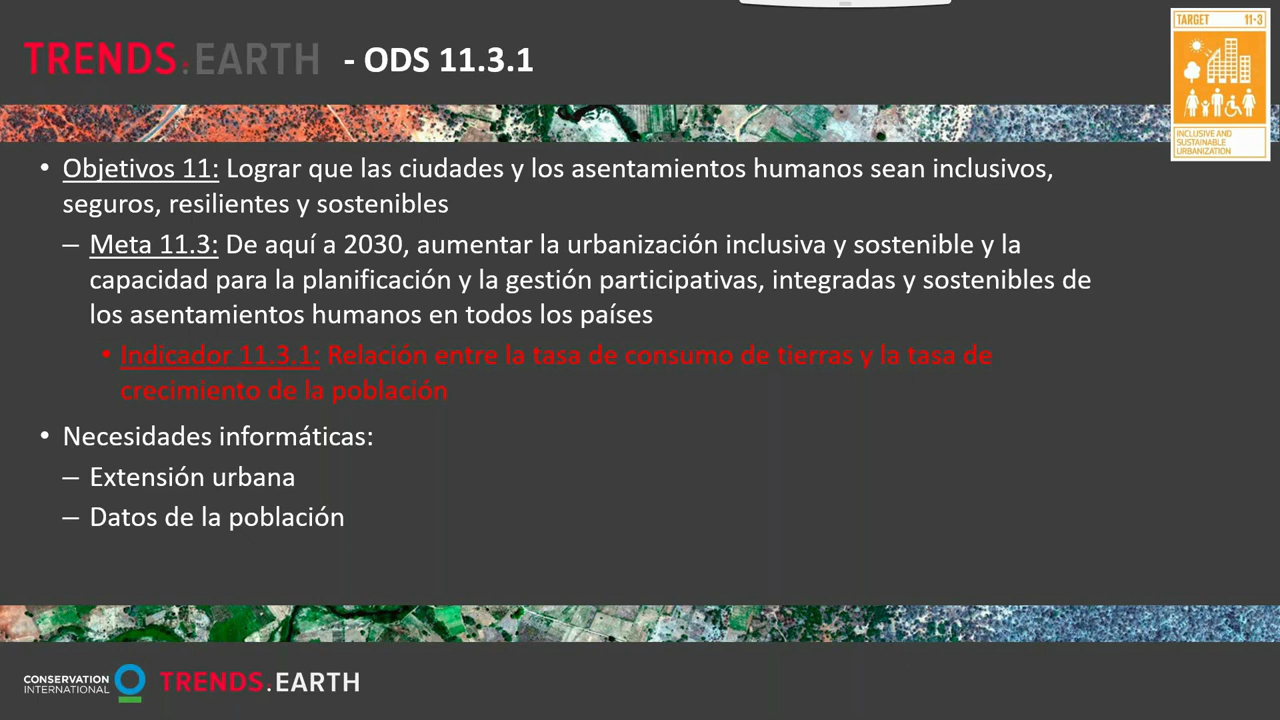 TRENDS.EARTH - ODS 11.3.1
TARGET 11·3
INCLUSIVE AND
SUSTAINABLE
URBANIZATION
• Objetivos 11: Lograr que las ciudades y los asentamientos humanos sean inclusivos,
seguros, resilientes y sostenibles
– Meta 11.3: De aquí a 2030, aumentar la urbanización inclusiva y sostenible y la
capacidad para la planificación y la gestión participativas, integradas y sostenibles de
los asentamientos humanos en todos los países
• Indicador 11.3.1: Relación entre la tasa de consumo de tierras y la tasa de
crecimiento de la población
• Necesidades informáticas:
– Extensión urbana
– Datos de la población
CONSERVATION
INTERNATIONAL
TRENDS.EARTH